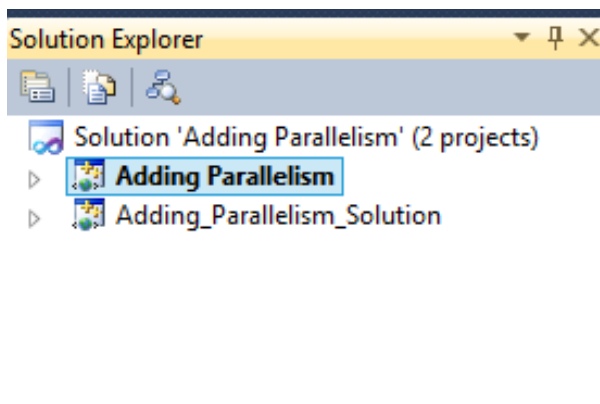 Solution Explorer
Solution 'Adding Parallelism' (2 projects)
Adding Parallelism
Adding_Parallelism_Solution